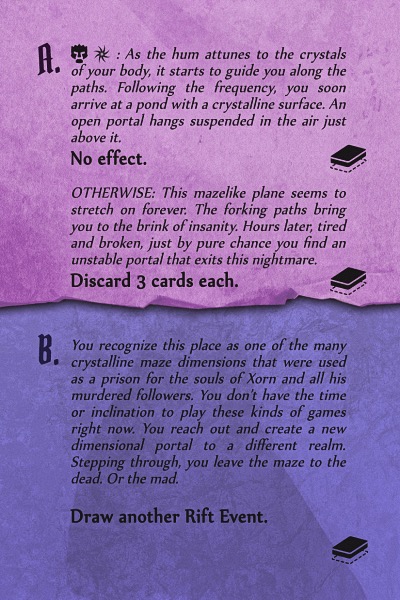 A.
: As the hum attunes to the crystals
of your body, it starts to guide you along the
paths. Following the frequency, you soon
arrive at a pond with a crystalline surface. An
open portal hangs suspended in the air just
above it.
No effect.
OTHERWISE: This mazelike plane seems to
stretch on forever. The forking paths bring
you to the brink of insanity. Hours later, tired
and broken, just by pure chance you find an
unstable portal that exits this nightmare.
Discard 3 cards each.
B.
You recognize this place as one of the many
crystalline maze dimensions that were used
as a prison for the souls of Xorn and all his
murdered followers. You don't have the time
or inclination to play these kinds of games
right now. You reach out and create a new
dimensional portal to a different realm.
Stepping through, you leave the maze to the
dead. Or the mad.
Draw another Rift Event.